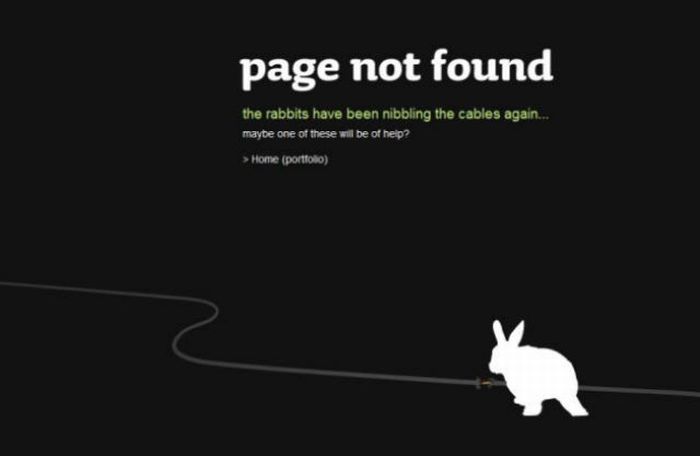 page not found
the rabbits have been nibbling the cables again...
maybe one of these will be of help?
> Home (portfolio)